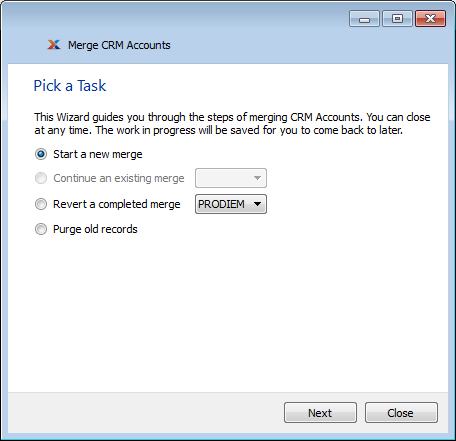 Merge CRM Accounts
Pick a Task
This Wizard guides you through the steps of merging CRM Accounts. You can close
at any time. The work in progress will be saved for you to come back to later.
Start a new merge
Continue an existing merge
Revert a completed merge PRODIEM
Purge old records
Next Close